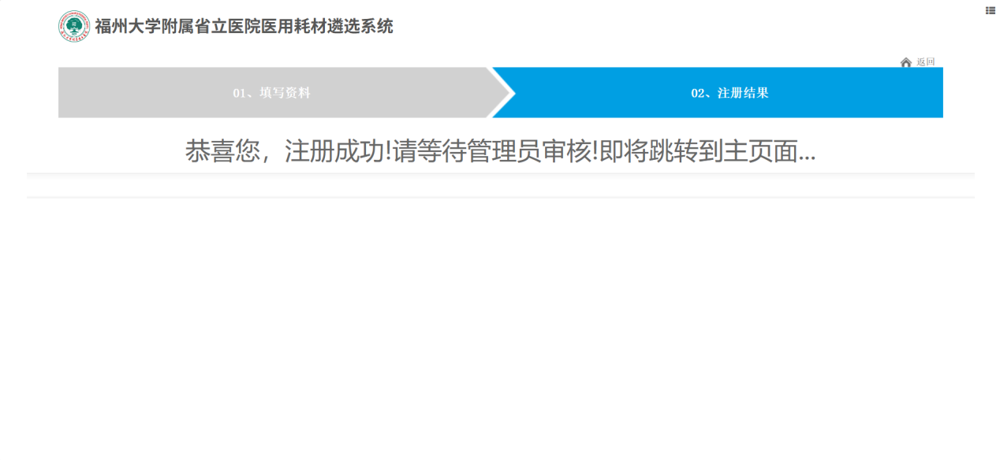 福州大学附属省立医院医用耗材遴选系统
返回
01、填写资料
02、注册结果
恭喜您，注册成功!请等待管理员审核!即将跳转到主页面...